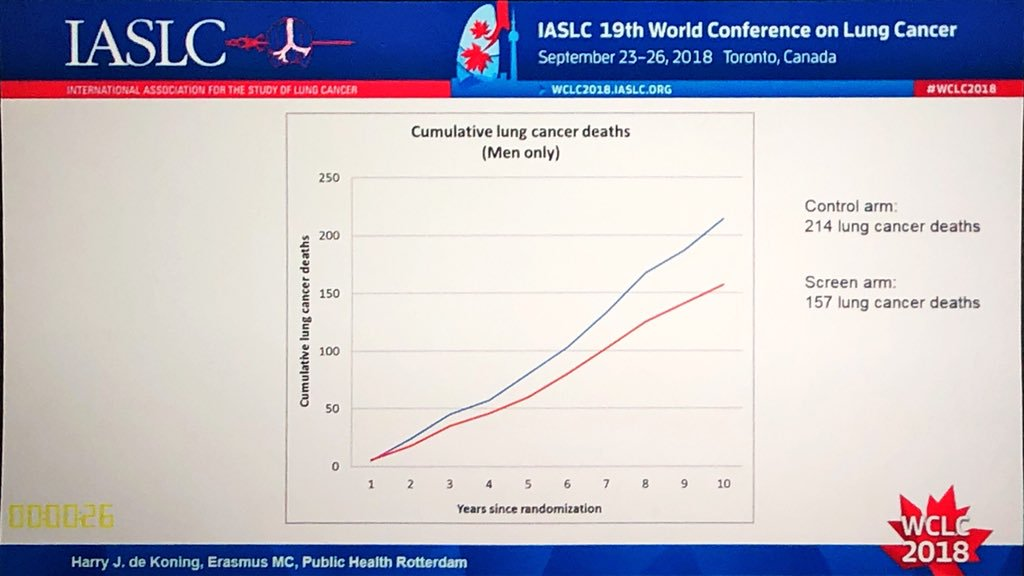 IASLC
IASLC 19th World Conference on Lung Cancer
September 23–26, 2018 Toronto, Canada
INTERNATIONAL ASSOCIATION FOR THE STUDY OF LUNG CANCER
WCLC2018.IASLC.ORG
#WCLC2018
Cumulative lung cancer deaths
(Men only)
250
200
150
100
50
0
Cumulative lung cancer deaths
1 2 3 4 5 6 7 8 9 10
Years since randomization
Control arm:
214 lung cancer deaths
Screen arm:
157 lung cancer deaths
000026
WCLC
2018
Harry J. de Koning, Erasmus MC, Public Health Rotterdam